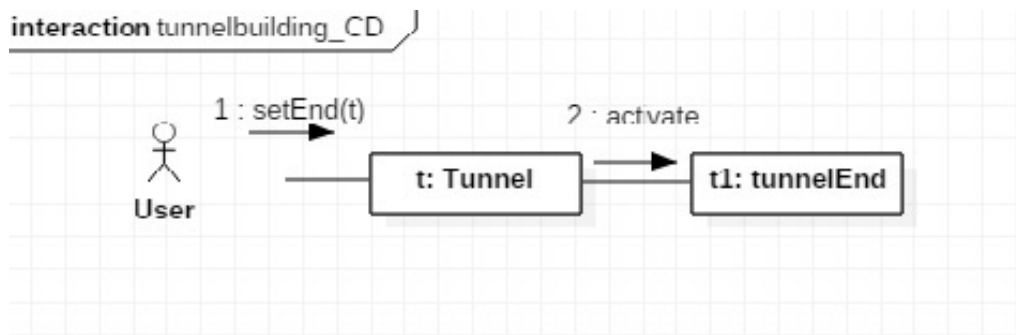 interaction tunnelbuilding_CD
1 : setEnd(t)
2 : activate
t: Tunnel
t1: tunnelEnd
User